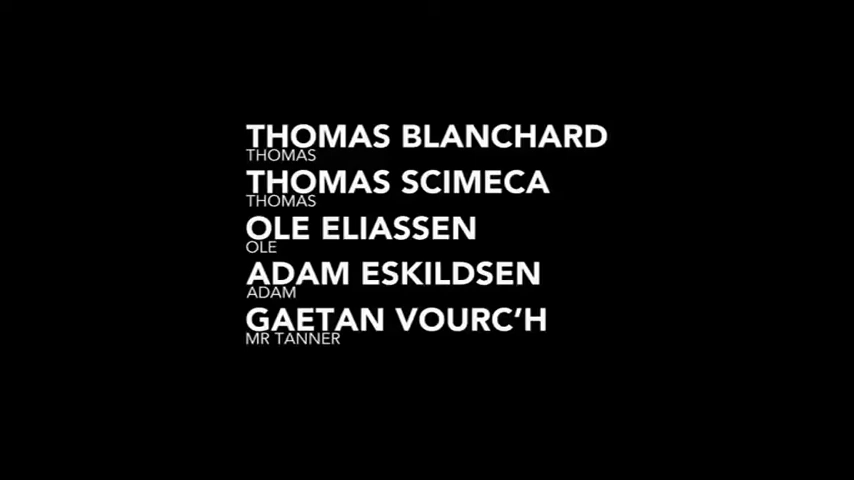 THOMAS BLANCHARD
THOMAS
THOMAS SCIMECA
THOMAS
OLE ELIASSEN
OLE
ADAM ESKILDSEN
ADAM
GAETAN VOURC’H
MR TANNER